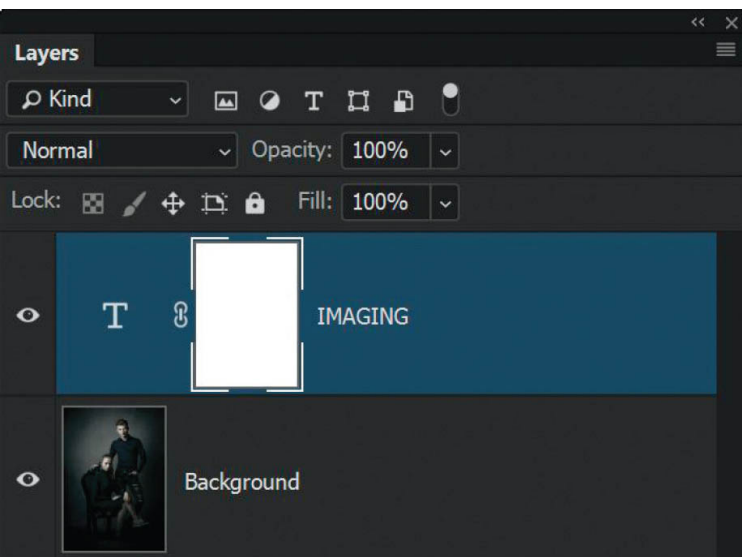 Layers
Kind
Normal Opacity: 100%
Lock: Fill: 100%
T IMAGING
Background